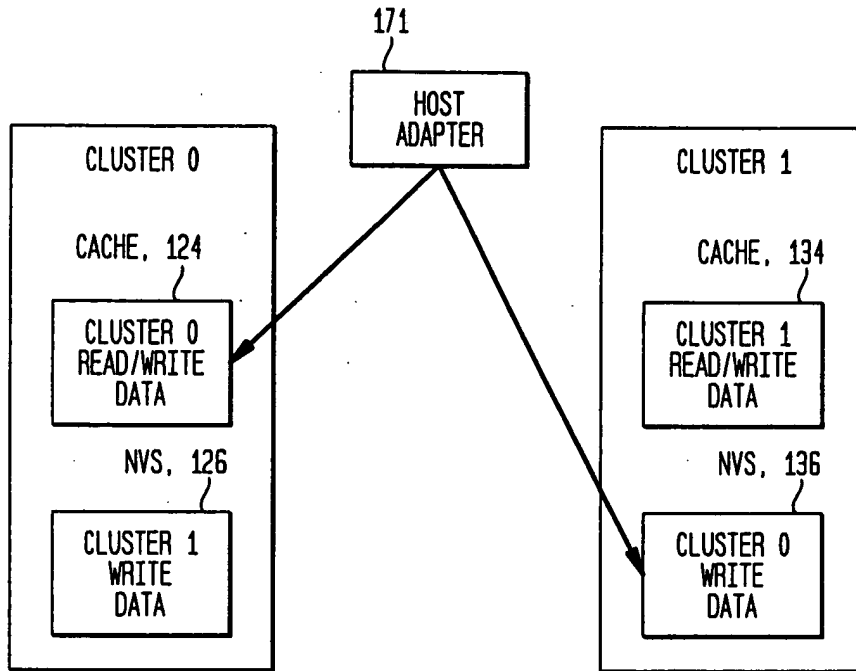 171
HOST
ADAPTER
CLUSTER 0
CACHE, 124
CLUSTER 0
READ/WRITE
DATA
NVS, 126
CLUSTER 1
WRITE
DATA
CLUSTER 1
CACHE, 134
CLUSTER 1
READ/WRITE
DATA
NVS, 136
CLUSTER 0
WRITE
DATA